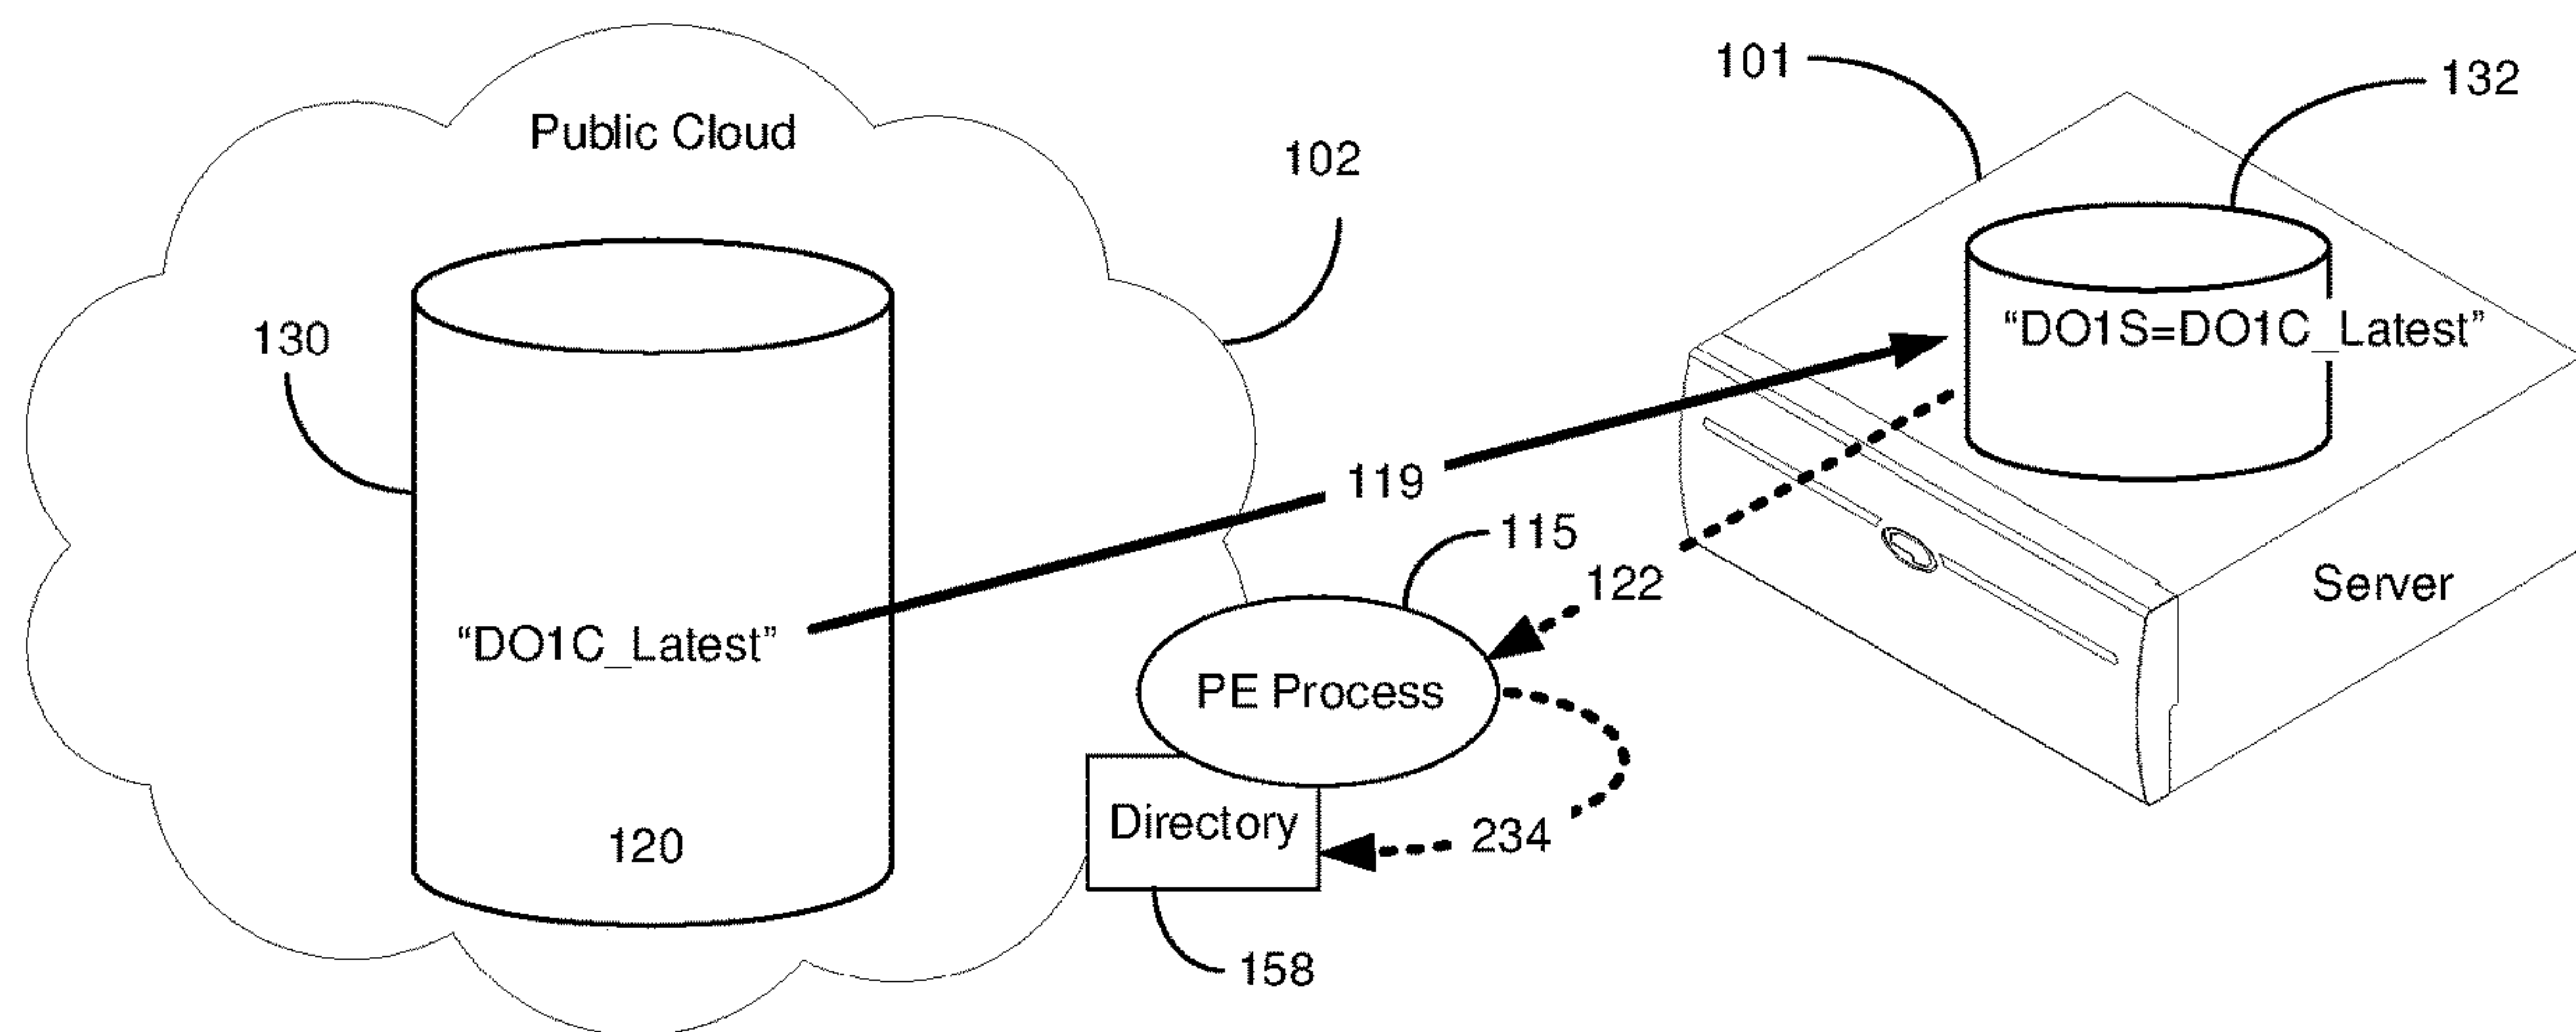 Public Cloud
101
132
102
130
“DO1S=DO1C_Latest”
119
115
122
Server
“DO1C_Latest”
PE Process
Directory
120
234
158